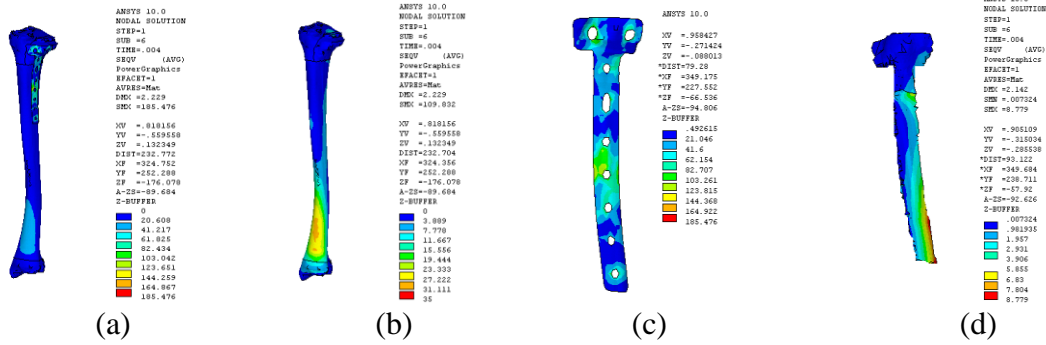 ANSYS 10.0
NODAL SOLUTION
STEP=1
SUB =6
TIME=.004
SEQV (AVG)
PowerGraphics
EFACET=1
AVRES=Mat
DMX =2.229
SMX =185.476
XV =.818156
YV =-.559558
ZV =.132349
DIST=232.772
XF =324.752
YF =252.288
ZF =-176.078
A-ZS=-89.684
Z-BUFFER
0
20.608
41.217
61.825
82.434
103.042
123.651
144.259
164.867
185.476
(a)
ANSYS 10.0
NODAL SOLUTION
STEP=1
SUB =6
TIME=.004
SEQV (AVG)
PowerGraphics
EFACET=1
AVRES=Mat
DMX =2.229
SMX =109.832
XV =.818156
YV =-.559558
ZV =.132349
DIST=232.704
XF =324.356
YF =252.288
ZF =-176.078
A-ZS=-89.684
Z-BUFFER
0
3.889
7.778
11.667
15.556
19.444
23.333
27.222
31.111
35
(b)
ANSYS 10.0
XV =.958427
YV =-.271424
ZV =-.088013
*DIST=79.28
*XF =349.175
*YF =227.552
*ZF =-66.536
A-ZS=-94.806
Z-BUFFER
.492615
21.046
41.6
62.154
82.707
103.261
123.815
144.368
164.922
185.476
(c)
NODAL SOLUTION
STEP=1
SUB =6
TIME=.004
SEQV (AVG)
PowerGraphics
EFACET=1
AVRES=Mat
DMX =2.142
SMN =.007324
SMX =8.779
XV =.905109
YV =-.315034
ZV =-.285538
*DIST=93.122
*XF =349.684
*YF =238.711
*ZF =-57.92
A-ZS=-92.626
Z-BUFFER
.007324
.981935
1.957
2.931
3.906
5.855
6.83
7.804
8.779
(d)